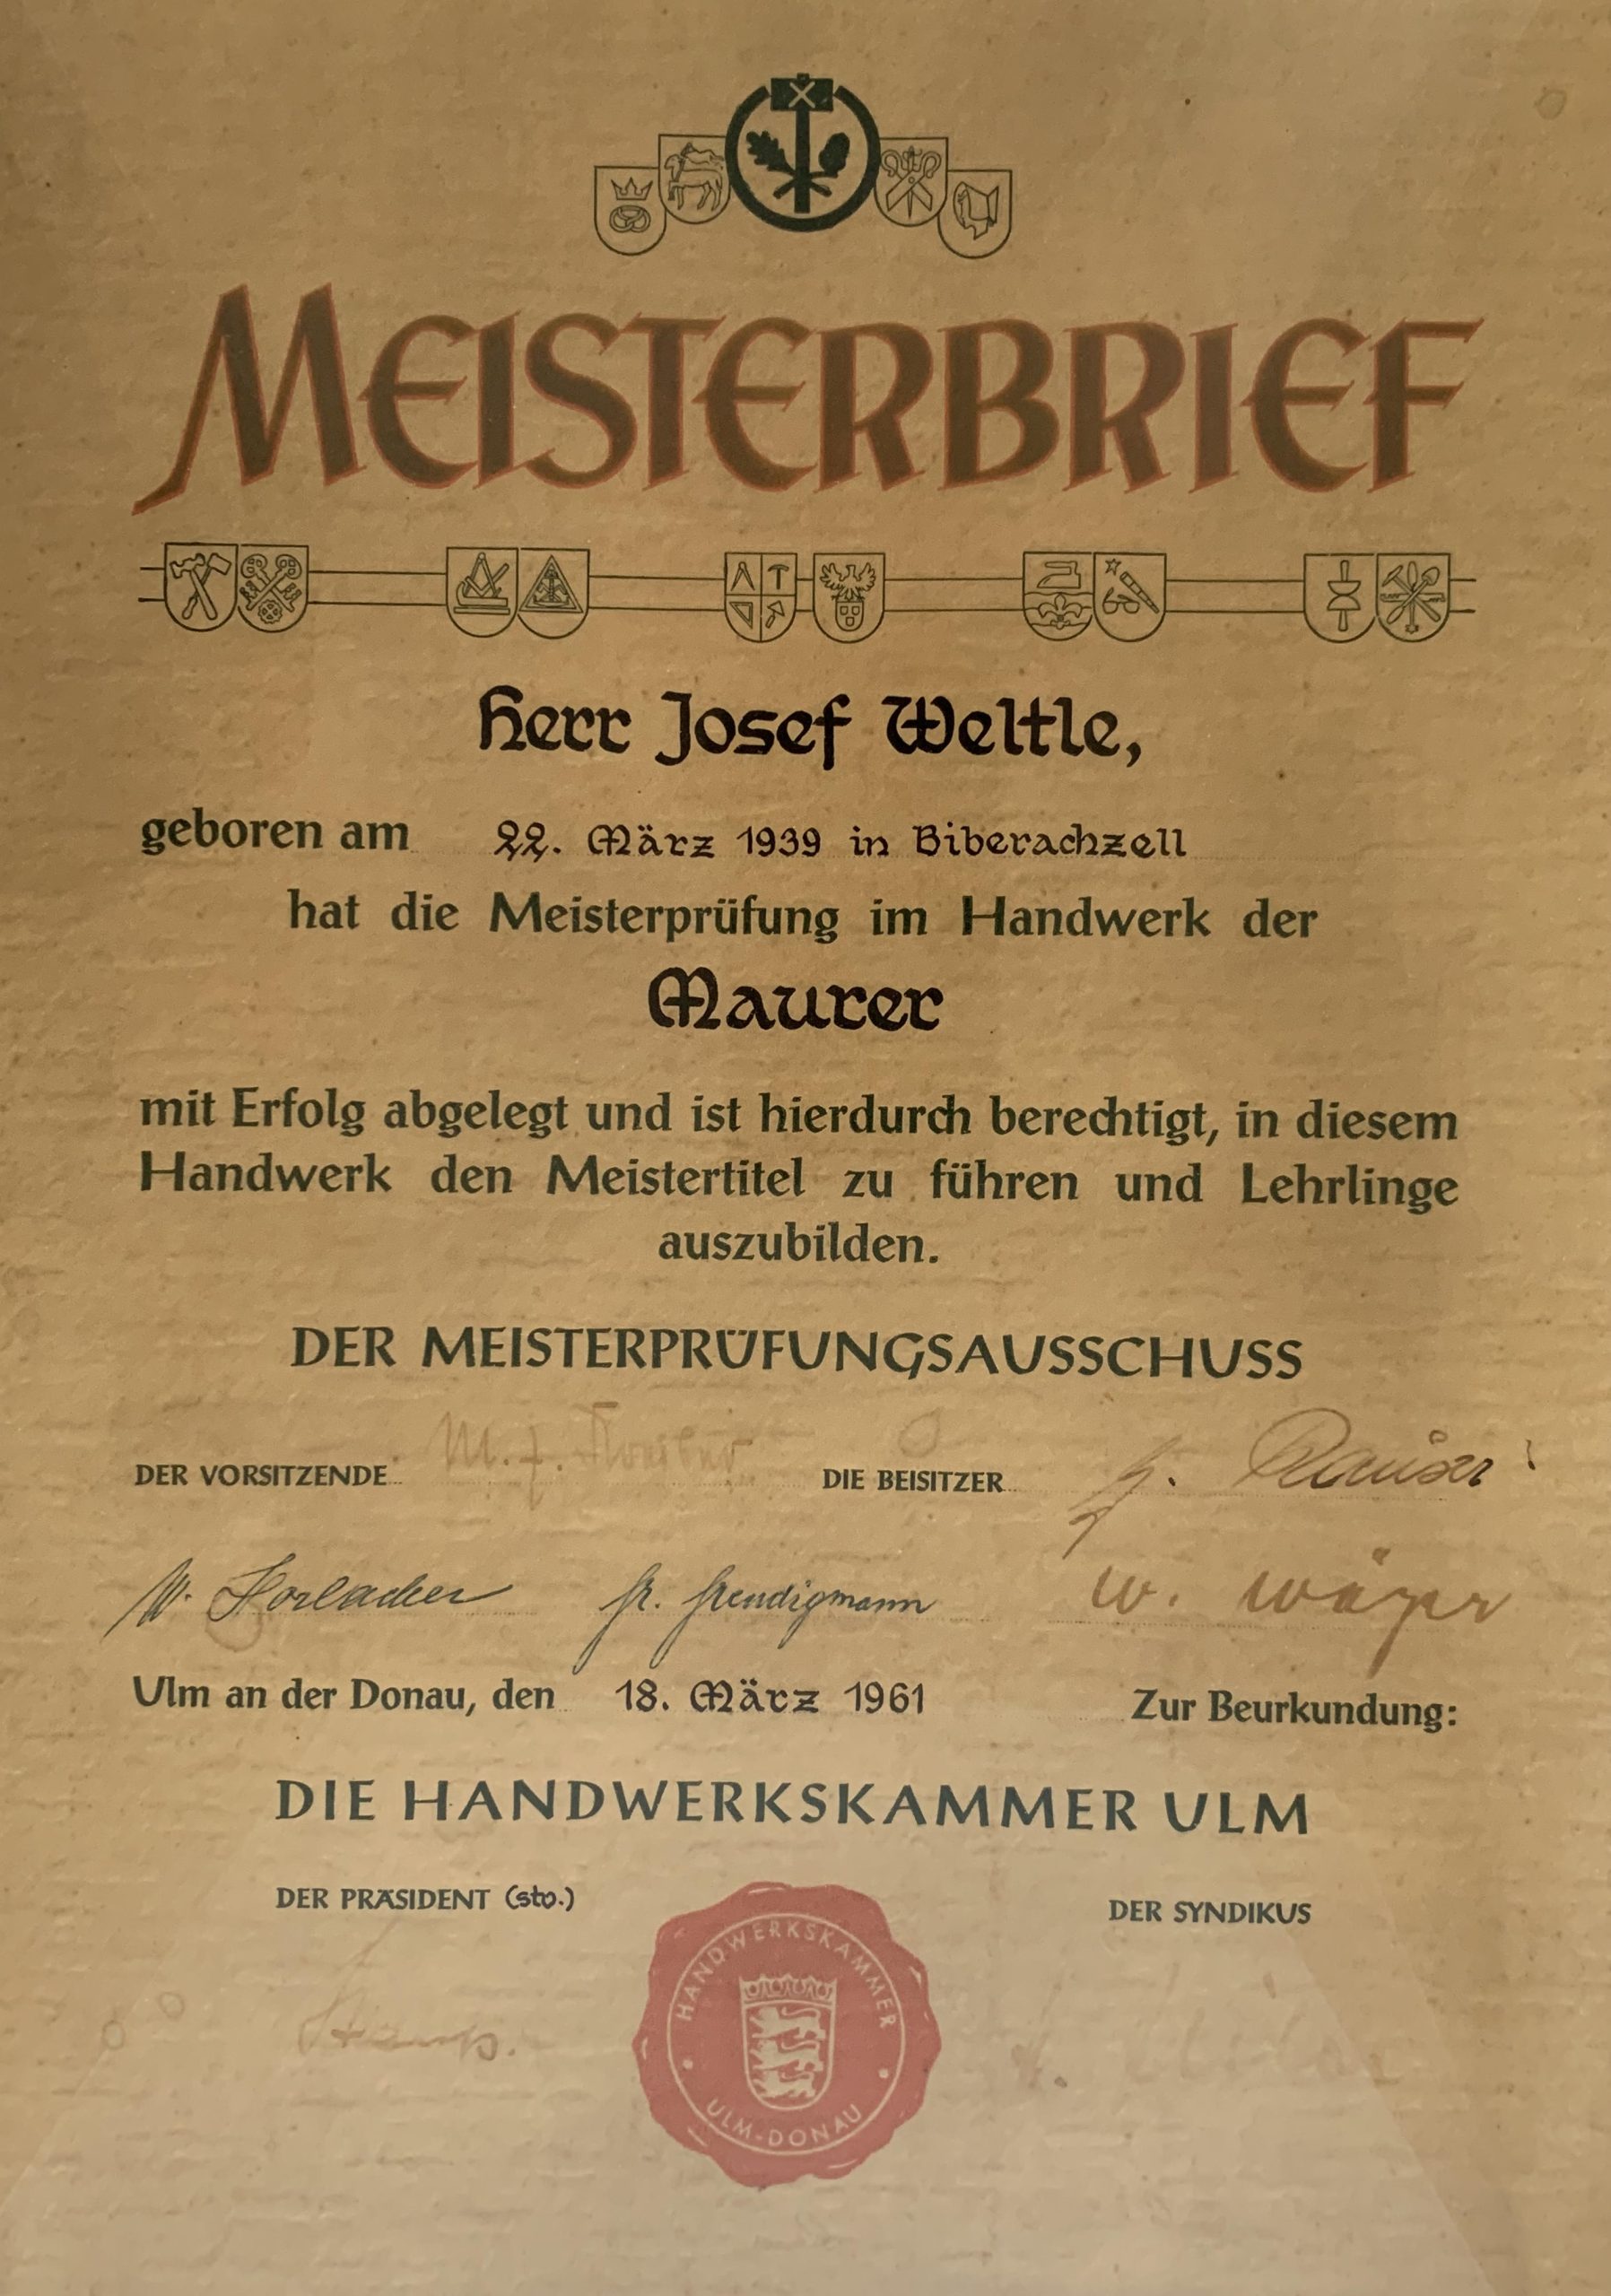 MEISTERBRIEF
Herr Josef Weltle,
geboren am 22. März 1939 in Biberachzell
hat die Meisterprüfung im Handwerk der
Maurer
mit Erfolg abgelegt und ist hierdurch berechtigt, in diesem
Handwerk den Meistertitel zu führen und Lehrlinge
auszubilden.
DER MEISTERPRÜFUNGSAUSSCHUSS
DER VORSITZENDE DIE BEISITZER
W. Horlacher
Ulm an der Donau, den 18. März 1961 Zur Beurkundung:
DIE HANDWERKSKAMMER ULM
DER PRÄSIDENT (stv.) DER SYNDIKUS
HANDWERKSKAMMER
ULM-DONAU